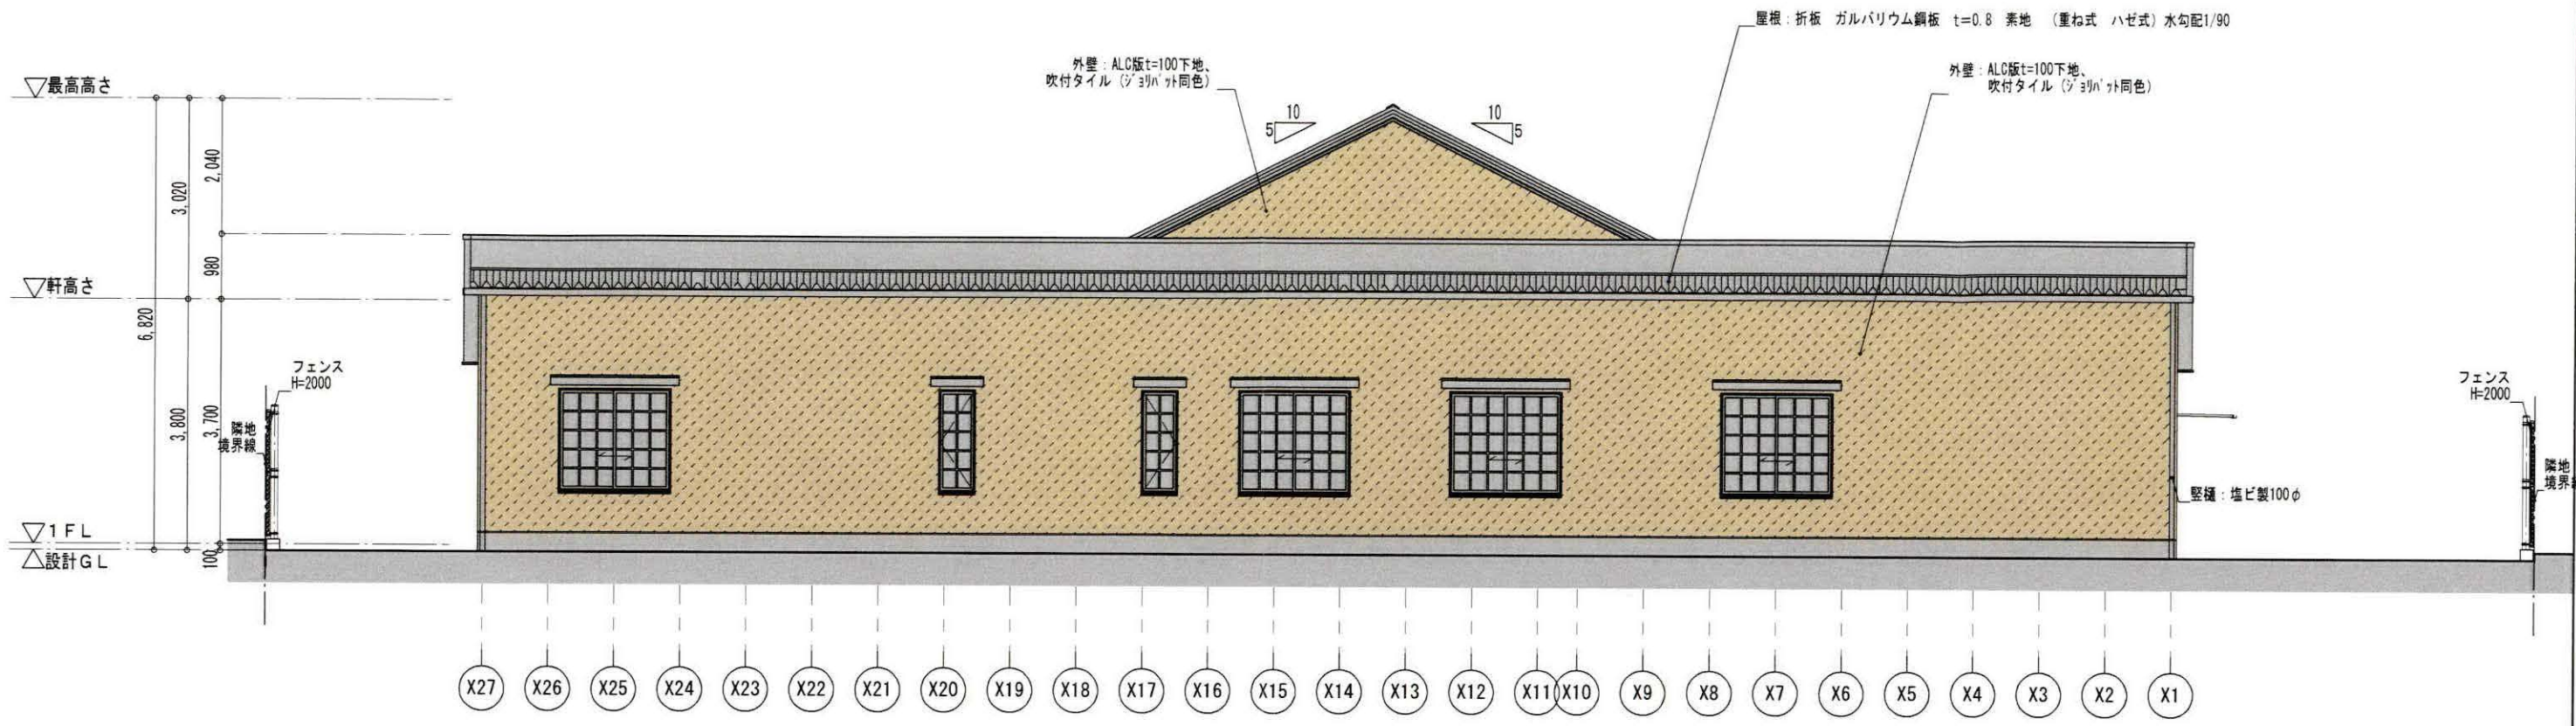 屋根：折板 ガルバリウム鋼板 t=0.8 素地 （重ね式 ハゼ式）水勾配1/90
外壁：ALC版t=100下地、
吹付タイル（ジョリパット同色）
外壁：ALC版t=100下地、
吹付タイル（ジョリパット同色）
▽最高高さ
10
5
10
5
2,040
3,020
980
▽軒高さ
6,820
フェンス
H=2000
フェンス
H=2000
3,800
3,700
隣地
境界線
隣地
竪樋：塩ビ製100φ
▽1FL
△設計GL
100
X27 X26 X25 X24 X23 X22 X21 X20 X19 X18 X17 X16 X15 X14 X13 X12 X11 X10 X9 X8 X7 X6 X5 X4 X3 X2 X1